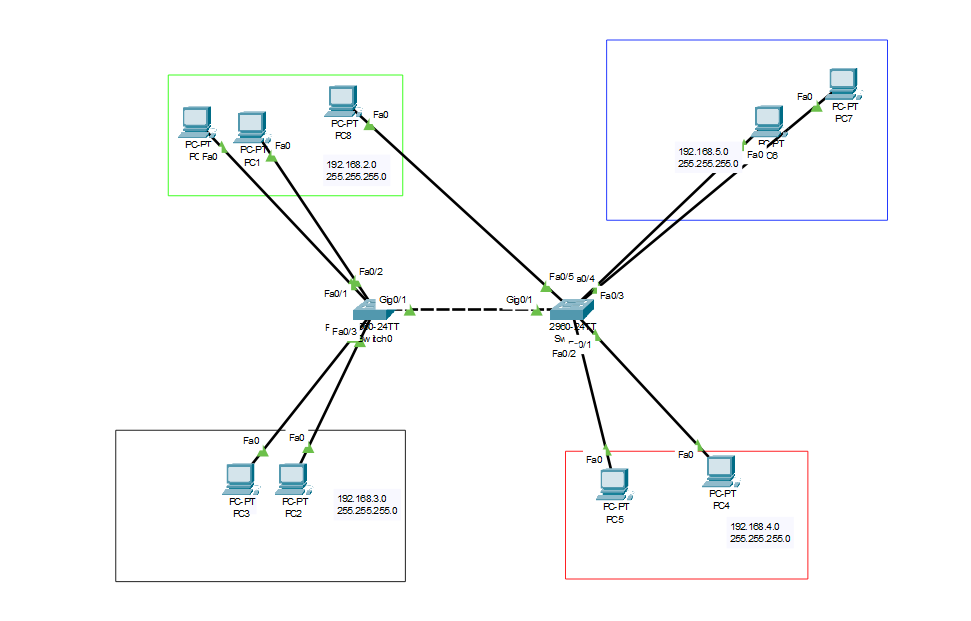 Fa0
PC-PT
PC7
Fa0
PC-PT
PC8
PC-PT
Fa0
PC-PT
PC1
Fa0
192.168.2.0
255.255.255.0
Fa0
192.168.5.0
255.255.255.0
Fa0/2
Fa0/1
Gig0/1
Fa0/3
Gig0/1
Fa0/5
Fa0/3
2960-24TT
Fa0/2
Fa0
Fa0
PC-PT
PC3
PC-PT
PC2
192.168.3.0
255.255.255.0
Fa0
Fa0
PC-PT
PC5
PC-PT
PC4
192.168.4.0
255.255.255.0